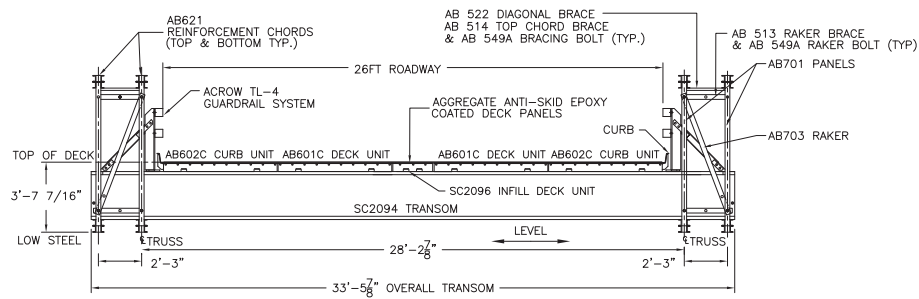 AB621
REINFORCEMENT CHORDS
(TOP & BOTTOM TYP.)
AB 522 DIAGONAL BRACE
AB 514 TOP CHORD BRACE
& AB 549A BRACING BOLT (TYP.)
AB 513 RAKER BRACE
& AB 549A RAKER BOLT (TYP)
AB701 PANELS
26FT ROADWAY
ACROW TL-4
GUARDRAIL SYSTEM
AGGREGATE ANTI-SKID EPOXY
COATED DECK PANELS
CURB
AB703 RAKER
TOP OF DECK
AB602C CURB UNIT
AB601C DECK UNIT
AB601C DECK UNIT
AB602C CURB UNIT
3'-7 7/16"
SC2096 INFILL DECK UNIT
SC2094 TRANSOM
LOW STEEL
℄TRUSS
LEVEL
℄TRUSS
28'-2⅞"
2'-3"
2'-3"
33'-5⅞" OVERALL TRANSOM